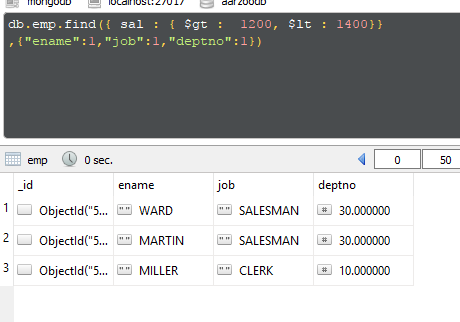 mongodb localhost:27017 aarzoodb
db.emp.find({ sal : { $gt :  1200, $lt : 1400}}
,{"ename":1,"job":1,"deptno":1})
emp 0 sec. 0 50
_id ename job deptno
1 ObjectId("5... "" WARD "" SALESMAN # 30.000000
2 ObjectId("5... "" MARTIN "" SALESMAN # 30.000000
3 ObjectId("5... "" MILLER "" CLERK # 10.000000